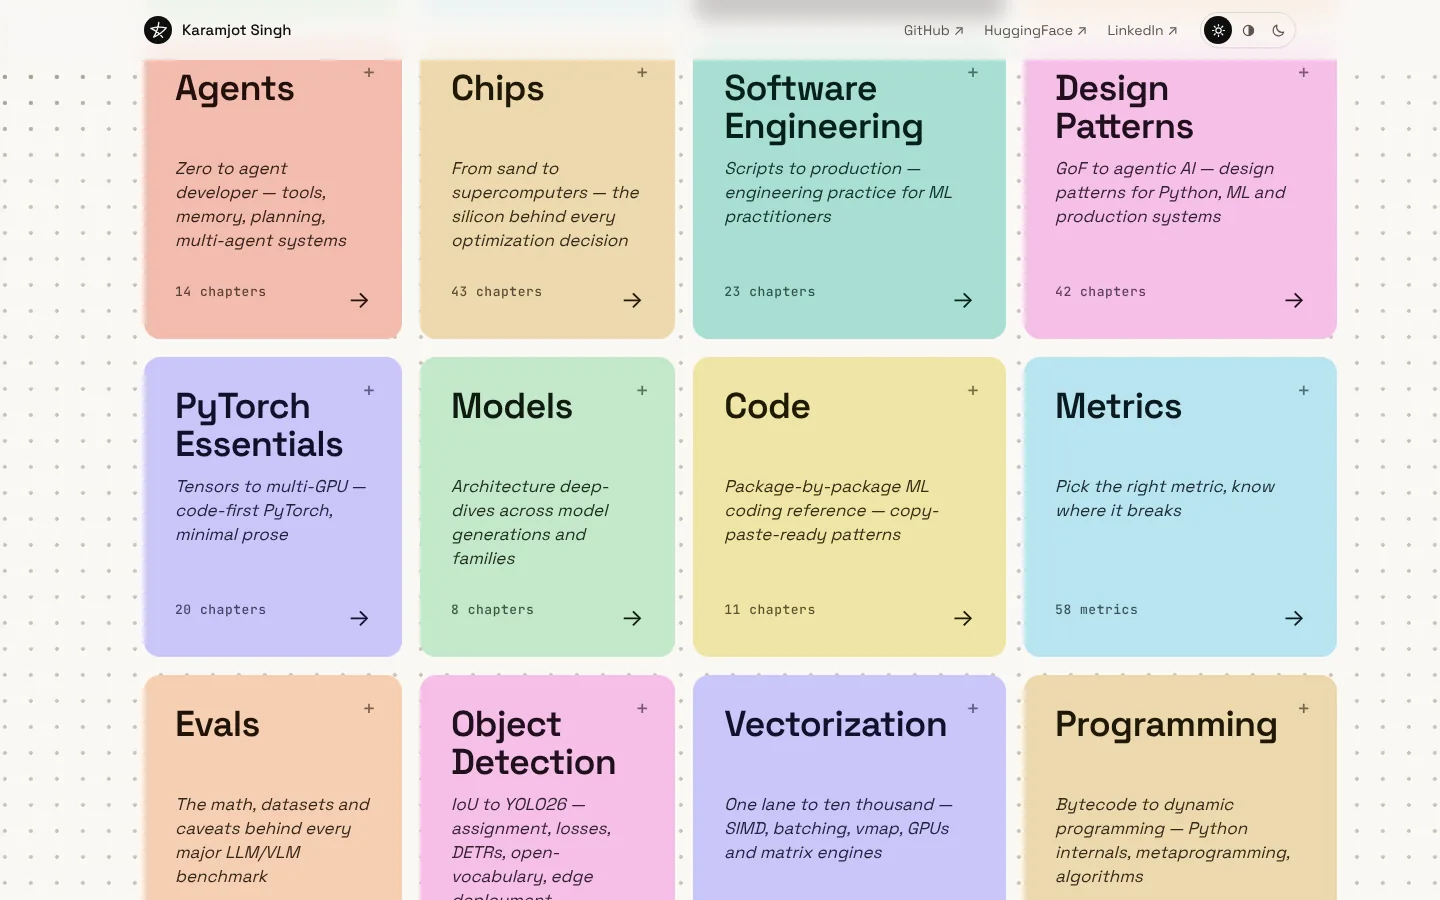 Karamjot Singh
GitHub ↗
HuggingFace ↗
LinkedIn ↗
Agents
+
Zero to agent
developer — tools,
memory, planning,
multi-agent systems
14 chapters
→
Chips
+
From sand to
supercomputers — the
silicon behind every
optimization decision
43 chapters
→
Software
Engineering
+
Scripts to production —
engineering practice for ML
practitioners
23 chapters
→
Design
Patterns
+
GoF to agentic AI — design
patterns for Python, ML and
production systems
42 chapters
→
PyTorch
Essentials
+
Tensors to multi-GPU —
code-first PyTorch,
minimal prose
20 chapters
→
Models
+
Architecture deep-
dives across model
generations and
families
8 chapters
→
Code
+
Package-by-package ML
coding reference — copy-
paste-ready patterns
11 chapters
→
Metrics
+
Pick the right metric, know
where it breaks
58 metrics
→
Evals
+
The math, datasets and
caveats behind every
major LLM/VLM
benchmark
Object
Detection
+
IoU to YOLO26 —
assignment, losses,
DETRs, open-
vocabulary, edge
deployment
Vectorization
+
One lane to ten thousand —
SIMD, batching, vmap, GPUs
and matrix engines
Programming
+
Bytecode to dynamic
programming — Python
internals, metaprogramming,
algorithms